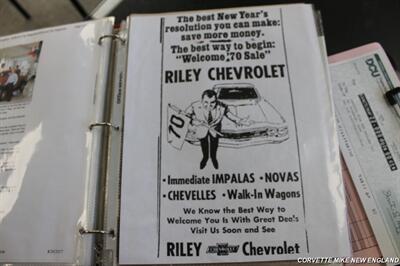 The best New Year's
resolution you can make:
save more money.
The best way to begin:
"Welcome '70 Sale"
RILEY CHEVROLET
70
• Immediate IMPALAS • NOVAS
• CHEVELLES • Walk-In Wagons
We Know the Best Way to
Welcome You Is With Great Deals
Visit Us Soon and See
RILEY CHEVROLET Chevrolet
CORVETTE MIKE NEW ENGLAND